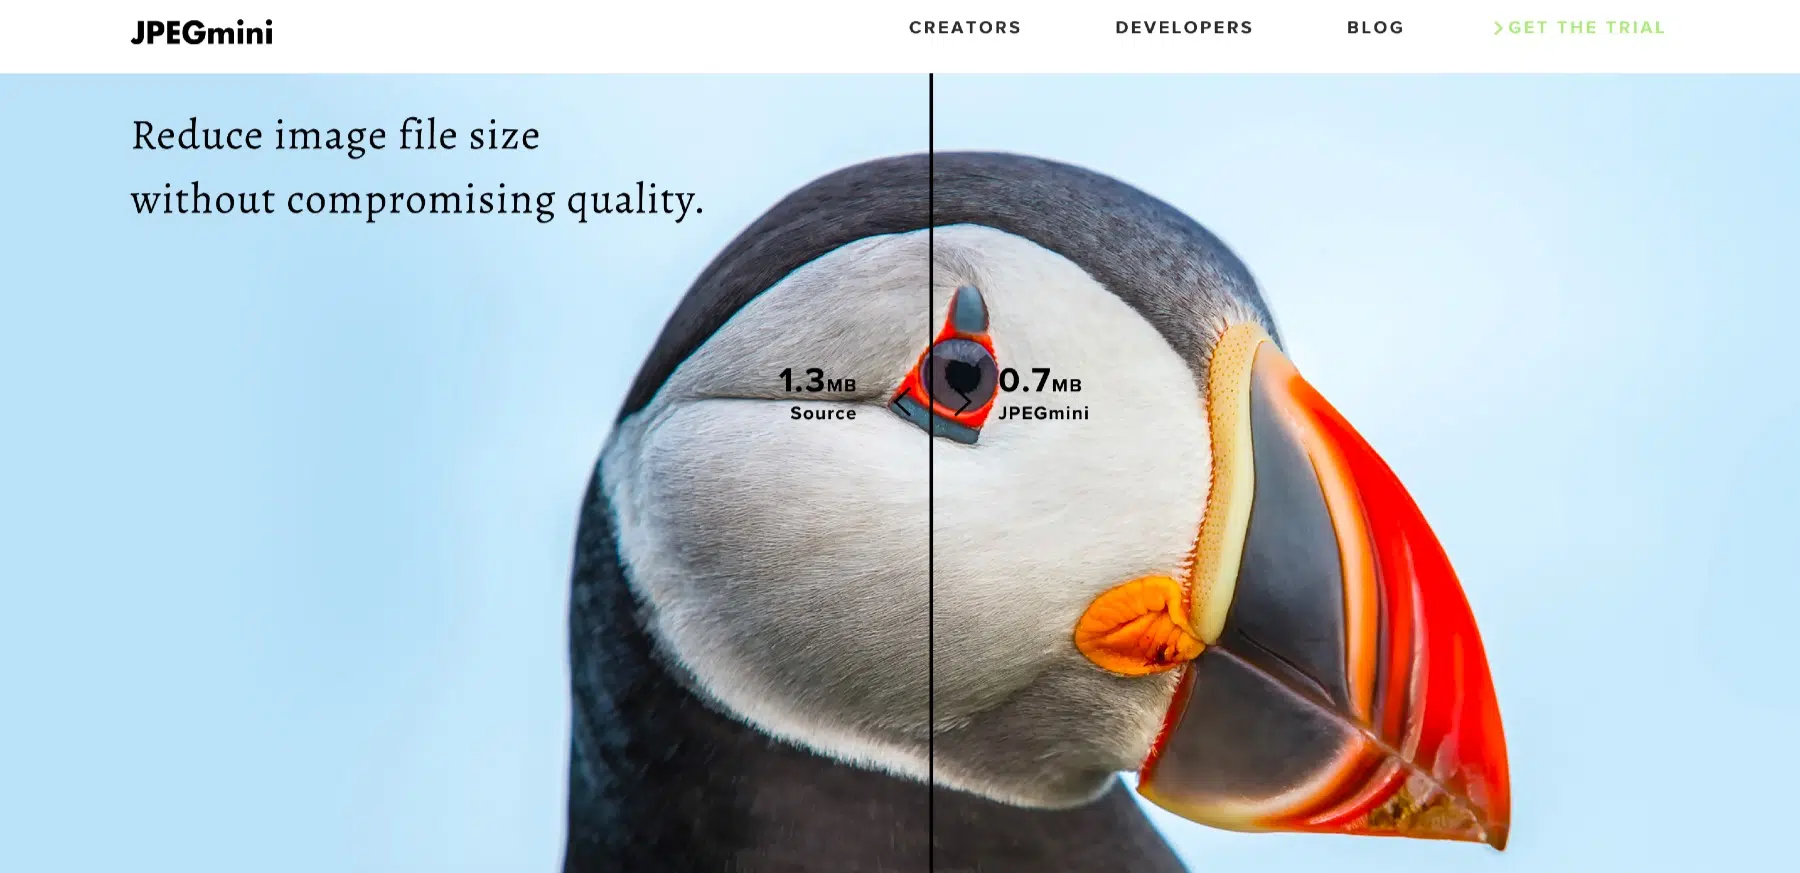 JPEGmini
CREATORS
DEVELOPERS
BLOG
GET THE TRIAL
Reduce image file size
without compromising quality.
1.3MB
Source
0.7MB
JPEGmini